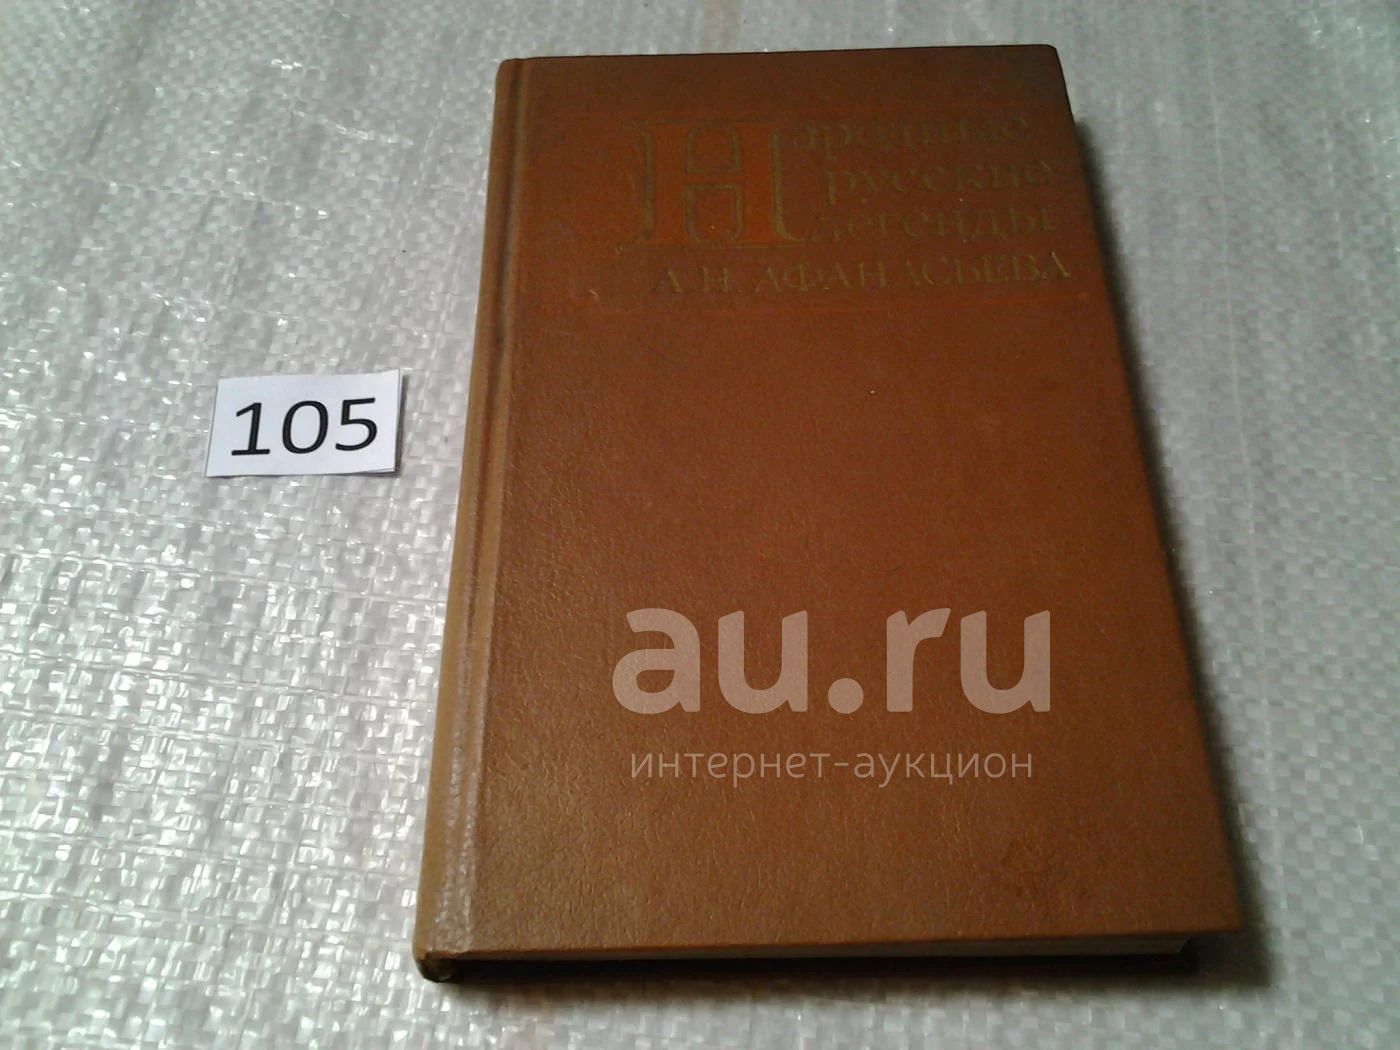 Народные
русские
легенды
А.Н. АФАНАСЬЕВА
105
au.ru
интернет-аукцион